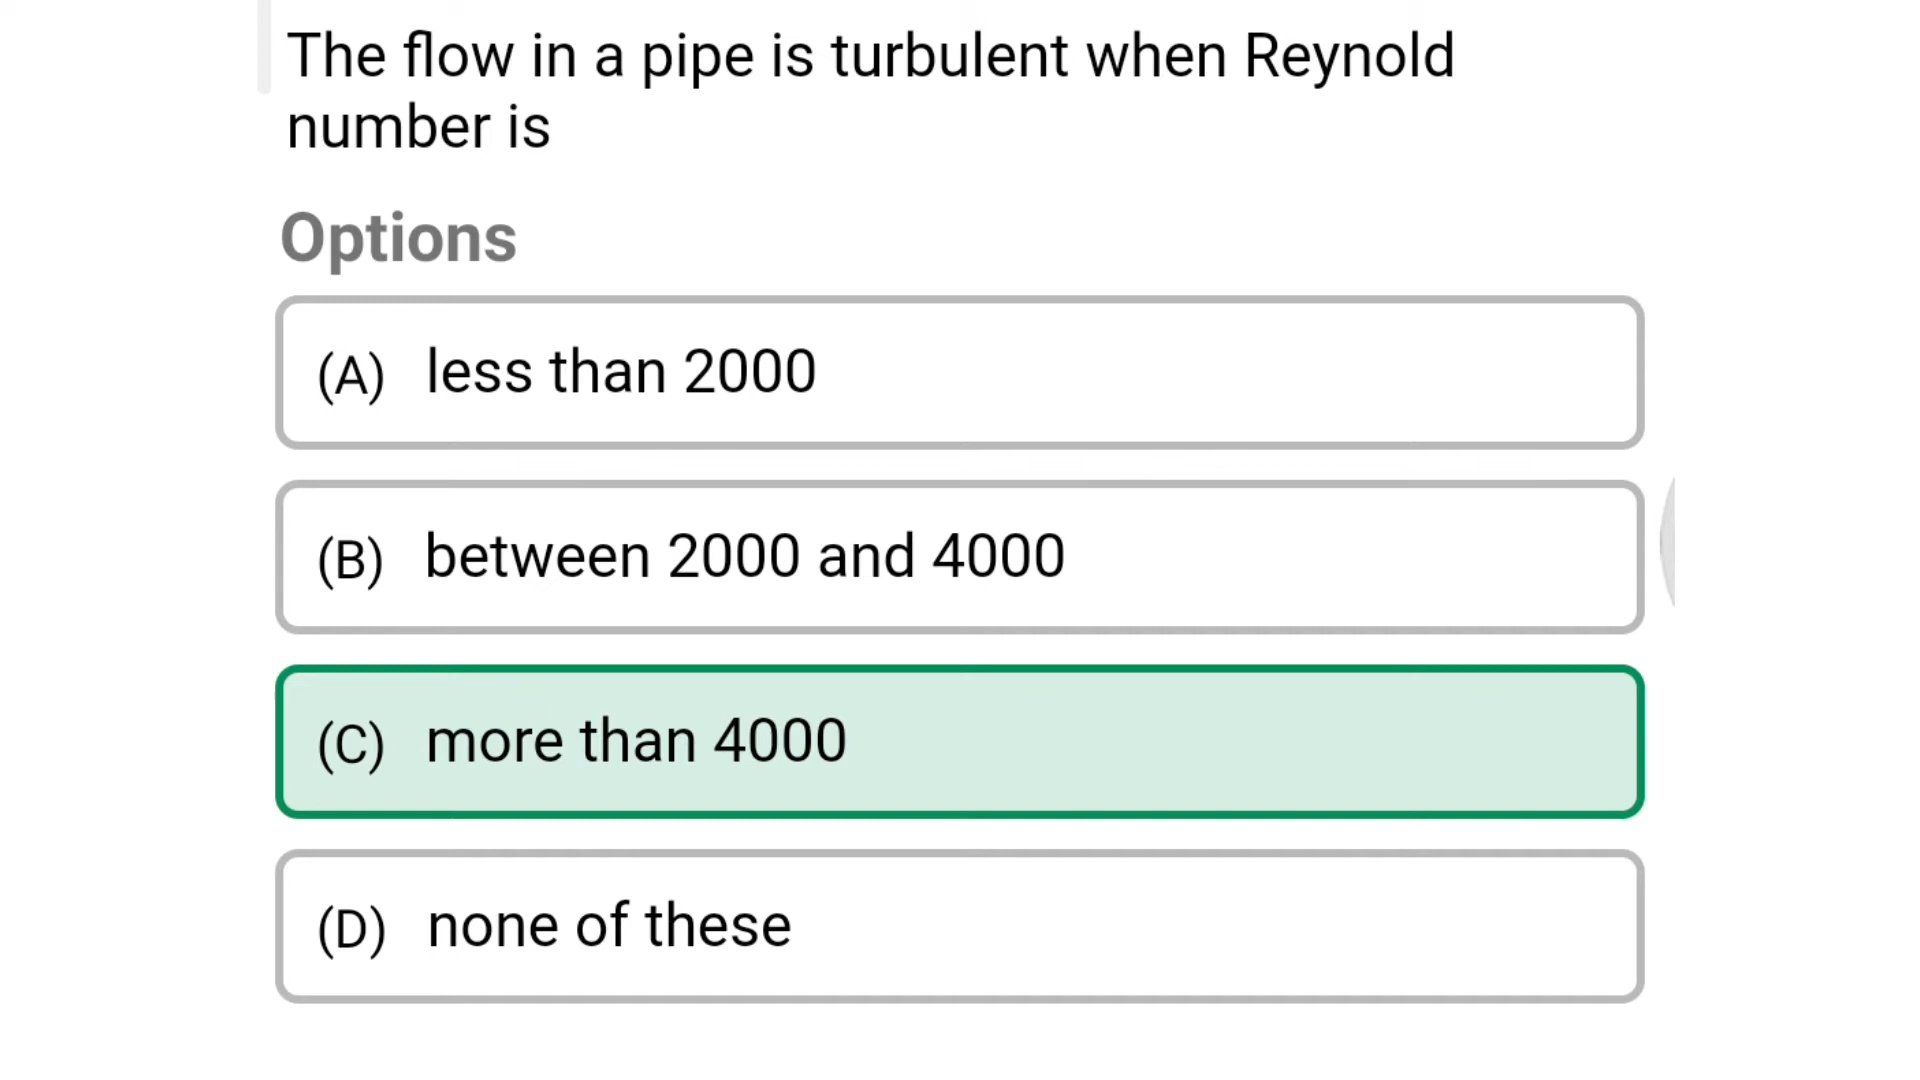 The flow in a pipe is turbulent when Reynold
number is
Options
(A) less than 2000
(B) between 2000 and 4000
(C) more than 4000
(D) none of these